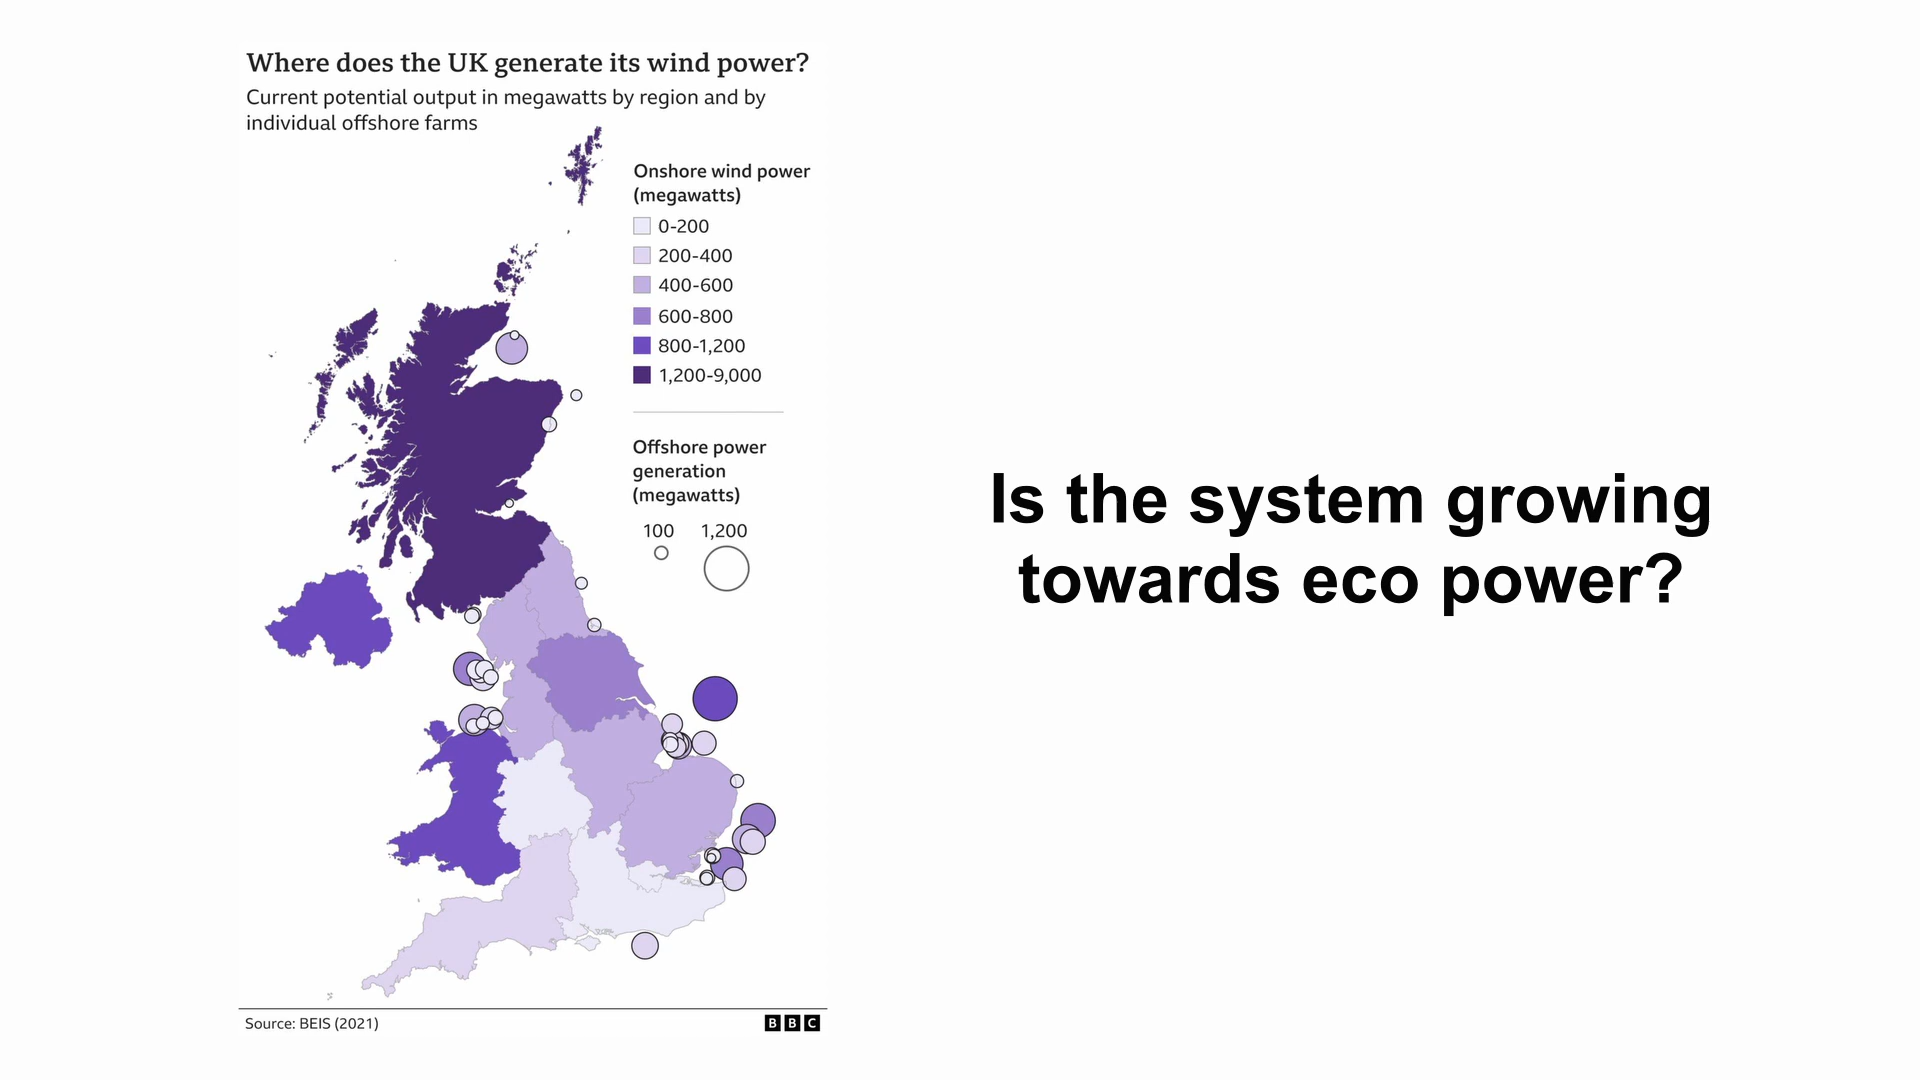 Where does the UK generate its wind power?
Current potential output in megawatts by region and by
individual offshore farms
Onshore wind power
(megawatts)
0-200
200-400
400-600
600-800
800-1,200
1,200-9,000
Offshore power
generation
(megawatts)
100 1,200
Is the system growing
towards eco power?
Source: BEIS (2021)
BBC